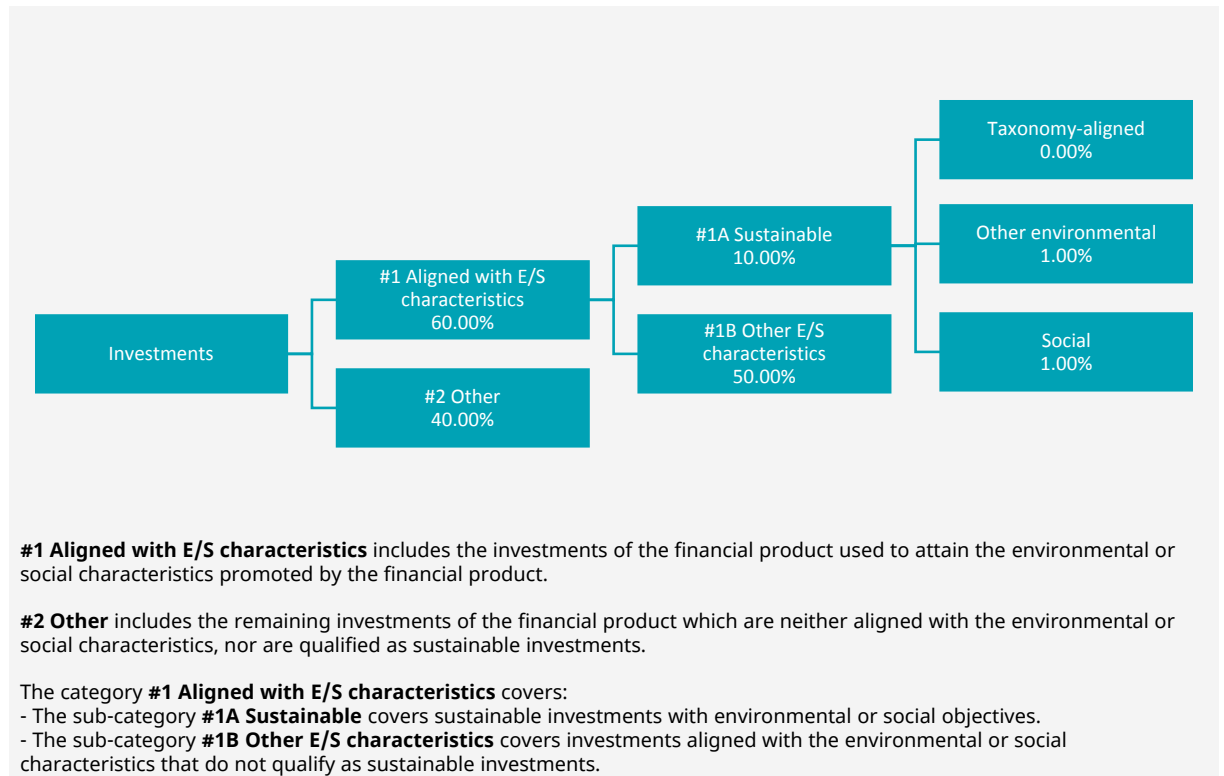 Investments
#1 Aligned with E/S
characteristics
60.00%
#2 Other
40.00%
#1A Sustainable
10.00%
#1B Other E/S
characteristics
50.00%
Taxonomy-aligned
0.00%
Other environmental
1.00%
Social
1.00%
#1 Aligned with E/S characteristics includes the investments of the financial product used to attain the environmental or
social characteristics promoted by the financial product.
#2 Other includes the remaining investments of the financial product which are neither aligned with the environmental or
social characteristics, nor are qualified as sustainable investments.
The category #1 Aligned with E/S characteristics covers:
- The sub-category #1A Sustainable covers sustainable investments with environmental or social objectives.
- The sub-category #1B Other E/S characteristics covers investments aligned with the environmental or social
characteristics that do not qualify as sustainable investments.